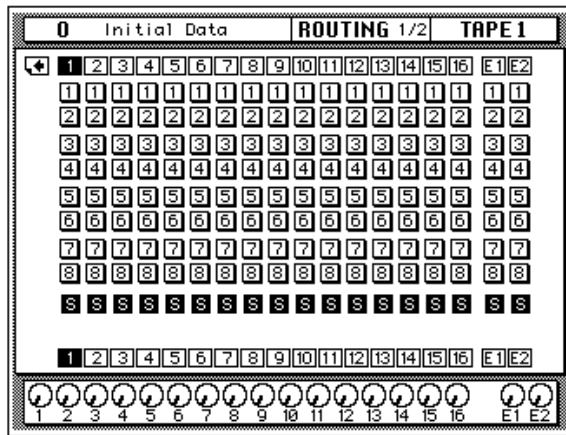 0 Initial Data ROUTING 1/2 TAPE 1
1 2 3 4 5 6 7 8 9 10 11 12 13 14 15 16 E1 E2
1 1 1 1 1 1 1 1 1 1 1 1 1 1 1 1 1 1
2 2 2 2 2 2 2 2 2 2 2 2 2 2 2 2 2 2
3 3 3 3 3 3 3 3 3 3 3 3 3 3 3 3 3 3
4 4 4 4 4 4 4 4 4 4 4 4 4 4 4 4 4 4
5 5 5 5 5 5 5 5 5 5 5 5 5 5 5 5 5 5
6 6 6 6 6 6 6 6 6 6 6 6 6 6 6 6 6 6
7 7 7 7 7 7 7 7 7 7 7 7 7 7 7 7 7 7
8 8 8 8 8 8 8 8 8 8 8 8 8 8 8 8 8 8
S S S S S S S S S S S S S S S S S S
1 2 3 4 5 6 7 8 9 10 11 12 13 14 15 16 E1 E2
1 2 3 4 5 6 7 8 9 10 11 12 13 14 15 16 E1 E2